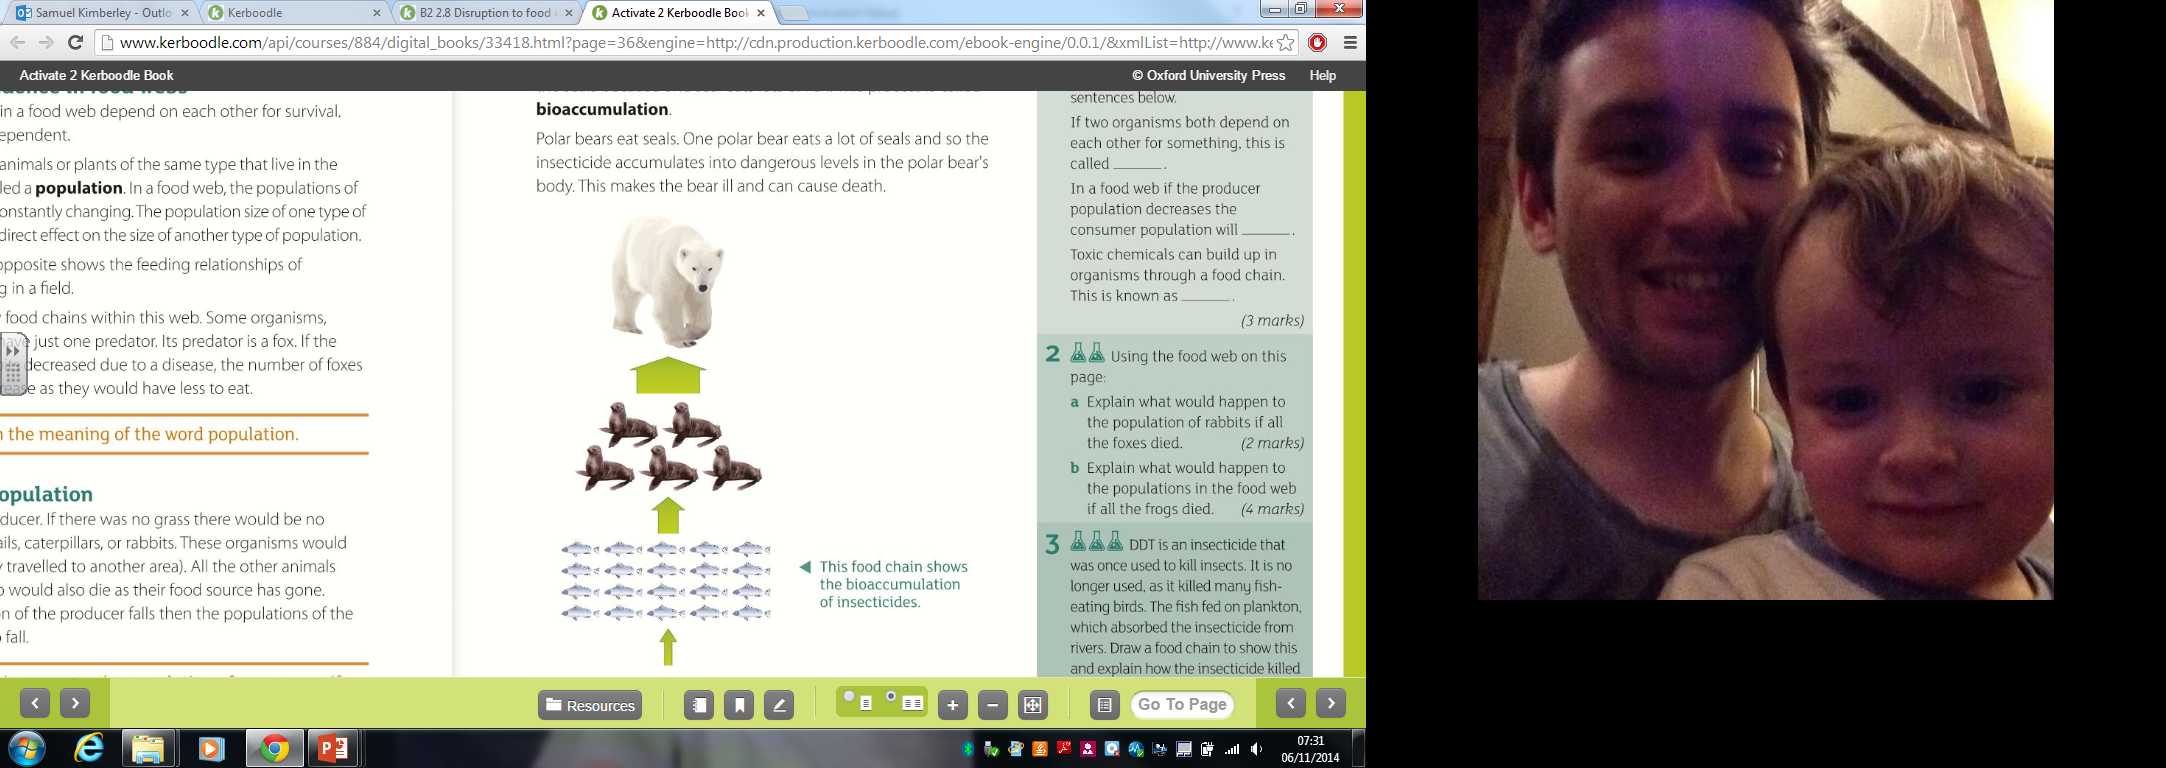 Samuel Kimberley - Outlo
Kerboodle
B2 2.8 Disruption to food
Activate 2 Kerboodle Book
www.kerboodle.com/api/courses/884/digital_books/33418.html?page=36&engine=http://cdn.production.kerboodle.com/ebook-engine/0.0.1/&xmlList=http://www.ke
Activate 2 Kerboodle Book
© Oxford University Press Help
in a food web depend on each other for survival.
ependent.
animals or plants of the same type that live in the
led a population. In a food web, the populations of
onstantly changing. The population size of one type of
direct effect on the size of another type of population.
opposite shows the feeding relationships of
g in a field.
food chains within this web. Some organisms,
have just one predator. Its predator is a fox. If the
decreased due to a disease, the number of foxes
rease as they would have less to eat.
n the meaning of the word population.
opulation
ducer. If there was no grass there would be no
ails, caterpillars, or rabbits. These organisms would
y travelled to another area). All the other animals
o would also die as their food source has gone.
on of the producer falls then the populations of the
o fall.
bioaccumulation.
Polar bears eat seals. One polar bear eats a lot of seals and so the
insecticide accumulates into dangerous levels in the polar bear's
body. This makes the bear ill and can cause death.
This food chain shows
the bioaccumulation
of insecticides.
sentences below.
If two organisms both depend on
each other for something, this is
called ______.
In a food web if the producer
population decreases the
consumer population will ______.
Toxic chemicals can build up in
organisms through a food chain.
This is known as ______.
(3 marks)
2 Using the food web on this
page:
a Explain what would happen to
the population of rabbits if all
the foxes died. (2 marks)
b Explain what would happen to
the populations in the food web
if all the frogs died. (4 marks)
3 DDT is an insecticide that
was once used to kill insects. It is no
longer used, as it killed many fish-
eating birds. The fish fed on plankton,
which absorbed the insecticide from
rivers. Draw a food chain to show this
and explain how the insecticide killed
Resources
Go To Page
07:31
06/11/2014